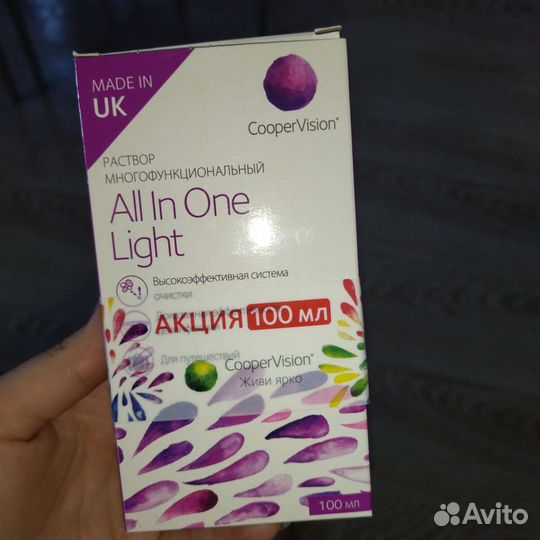 MADE IN
UK
CooperVision®
РАСТВОР
МНОГОФУНКЦИОНАЛЬНЫЙ
All In One
Light
Высокоэффективная система
очистки
АКЦИЯ 100 мл
Для путешествий
CooperVision®
Живи ярко
100 мл
Avito